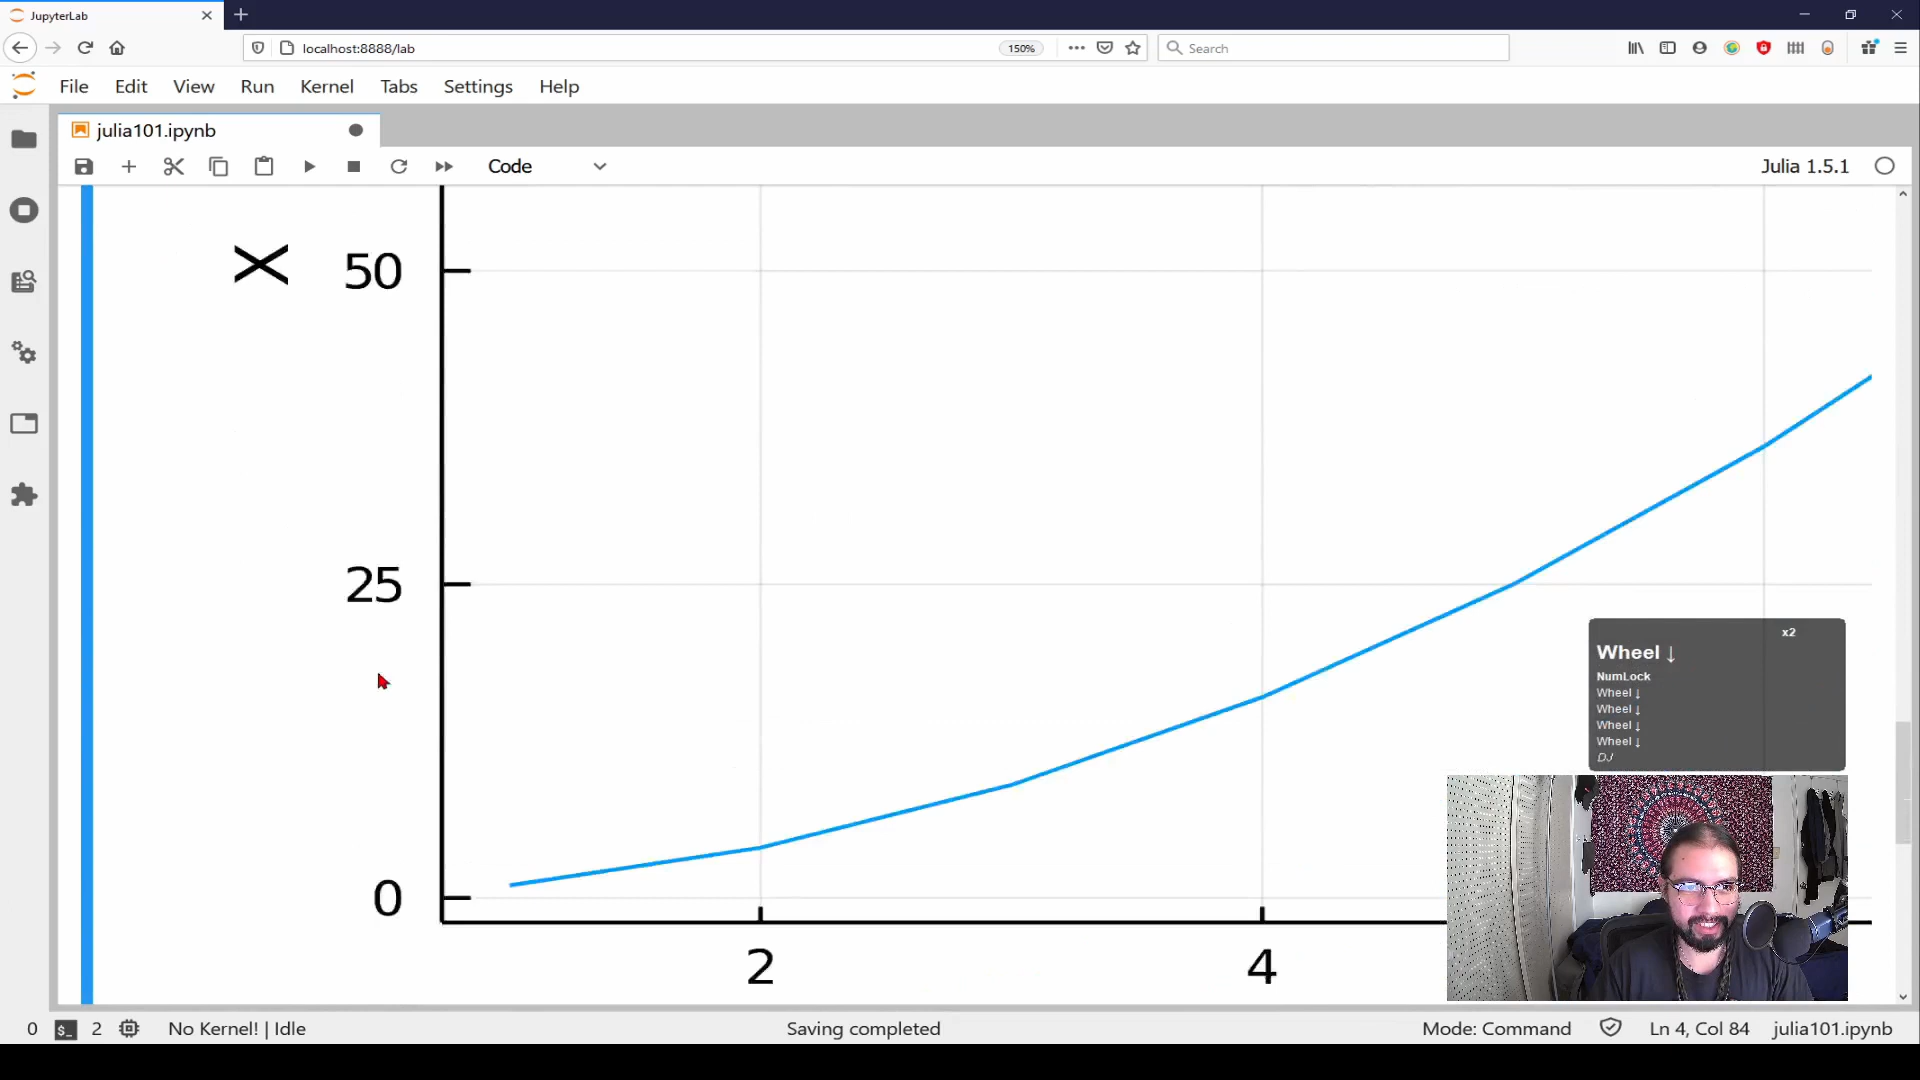 JupyterLab
localhost:8888/lab
150%
Search
File Edit View Run Kernel Tabs Settings Help
julia101.ipynb
Code
Julia 1.5.1
X
50
25
0
2
4
x2
Wheel ↓
NumLock
Wheel ↓
Wheel ↓
Wheel ↓
Wheel ↓
DJ
0 $_ 2 No Kernel! | Idle
Saving completed
Mode: Command
Ln 4, Col 84
julia101.ipynb